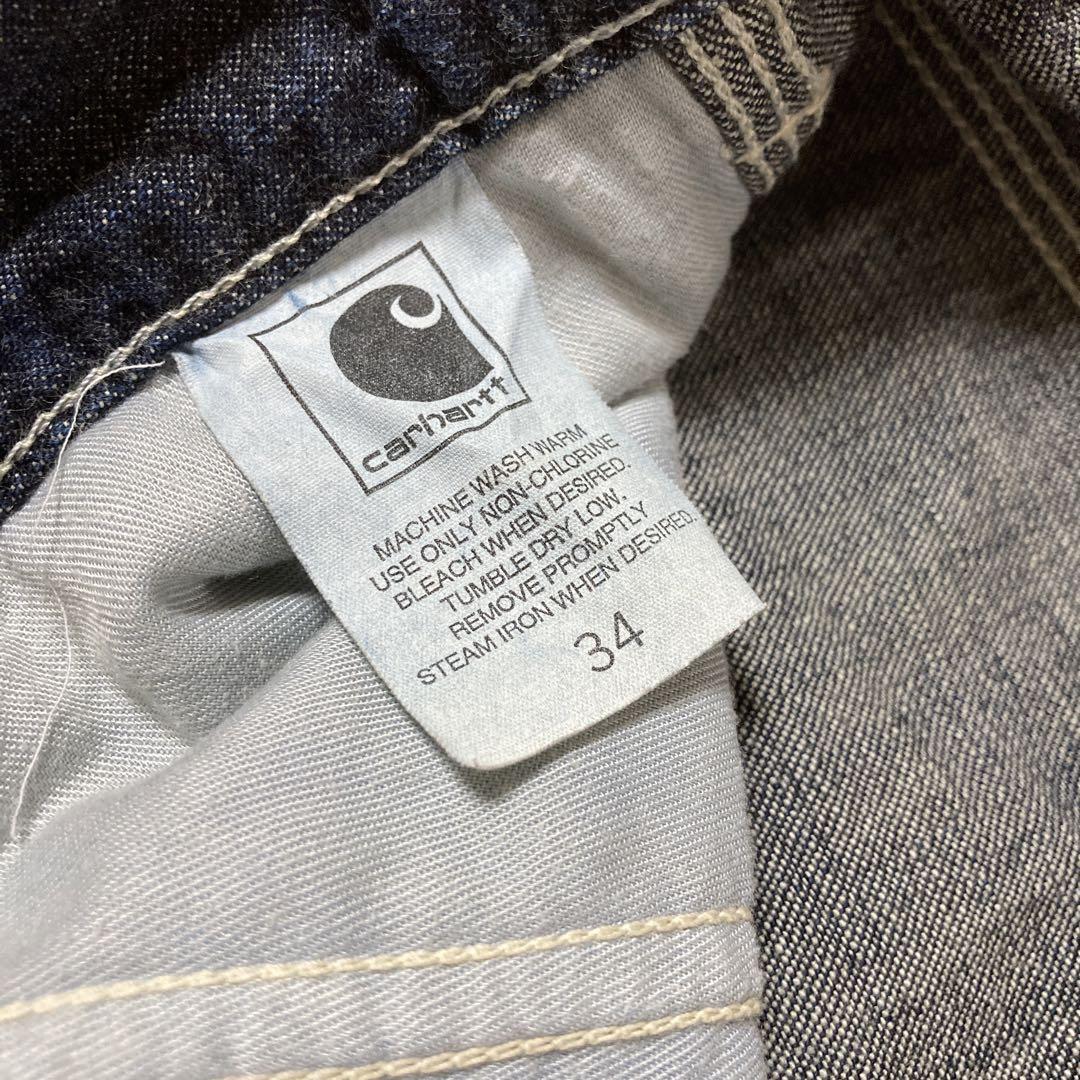 carhartt
MACHINE WASH WARM
USE ONLY NON-CHLORINE
BLEACH WHEN DESIRED.
TUMBLE DRY LOW.
REMOVE PROMPTLY
STEAM IRON WHEN DESIRED.
34